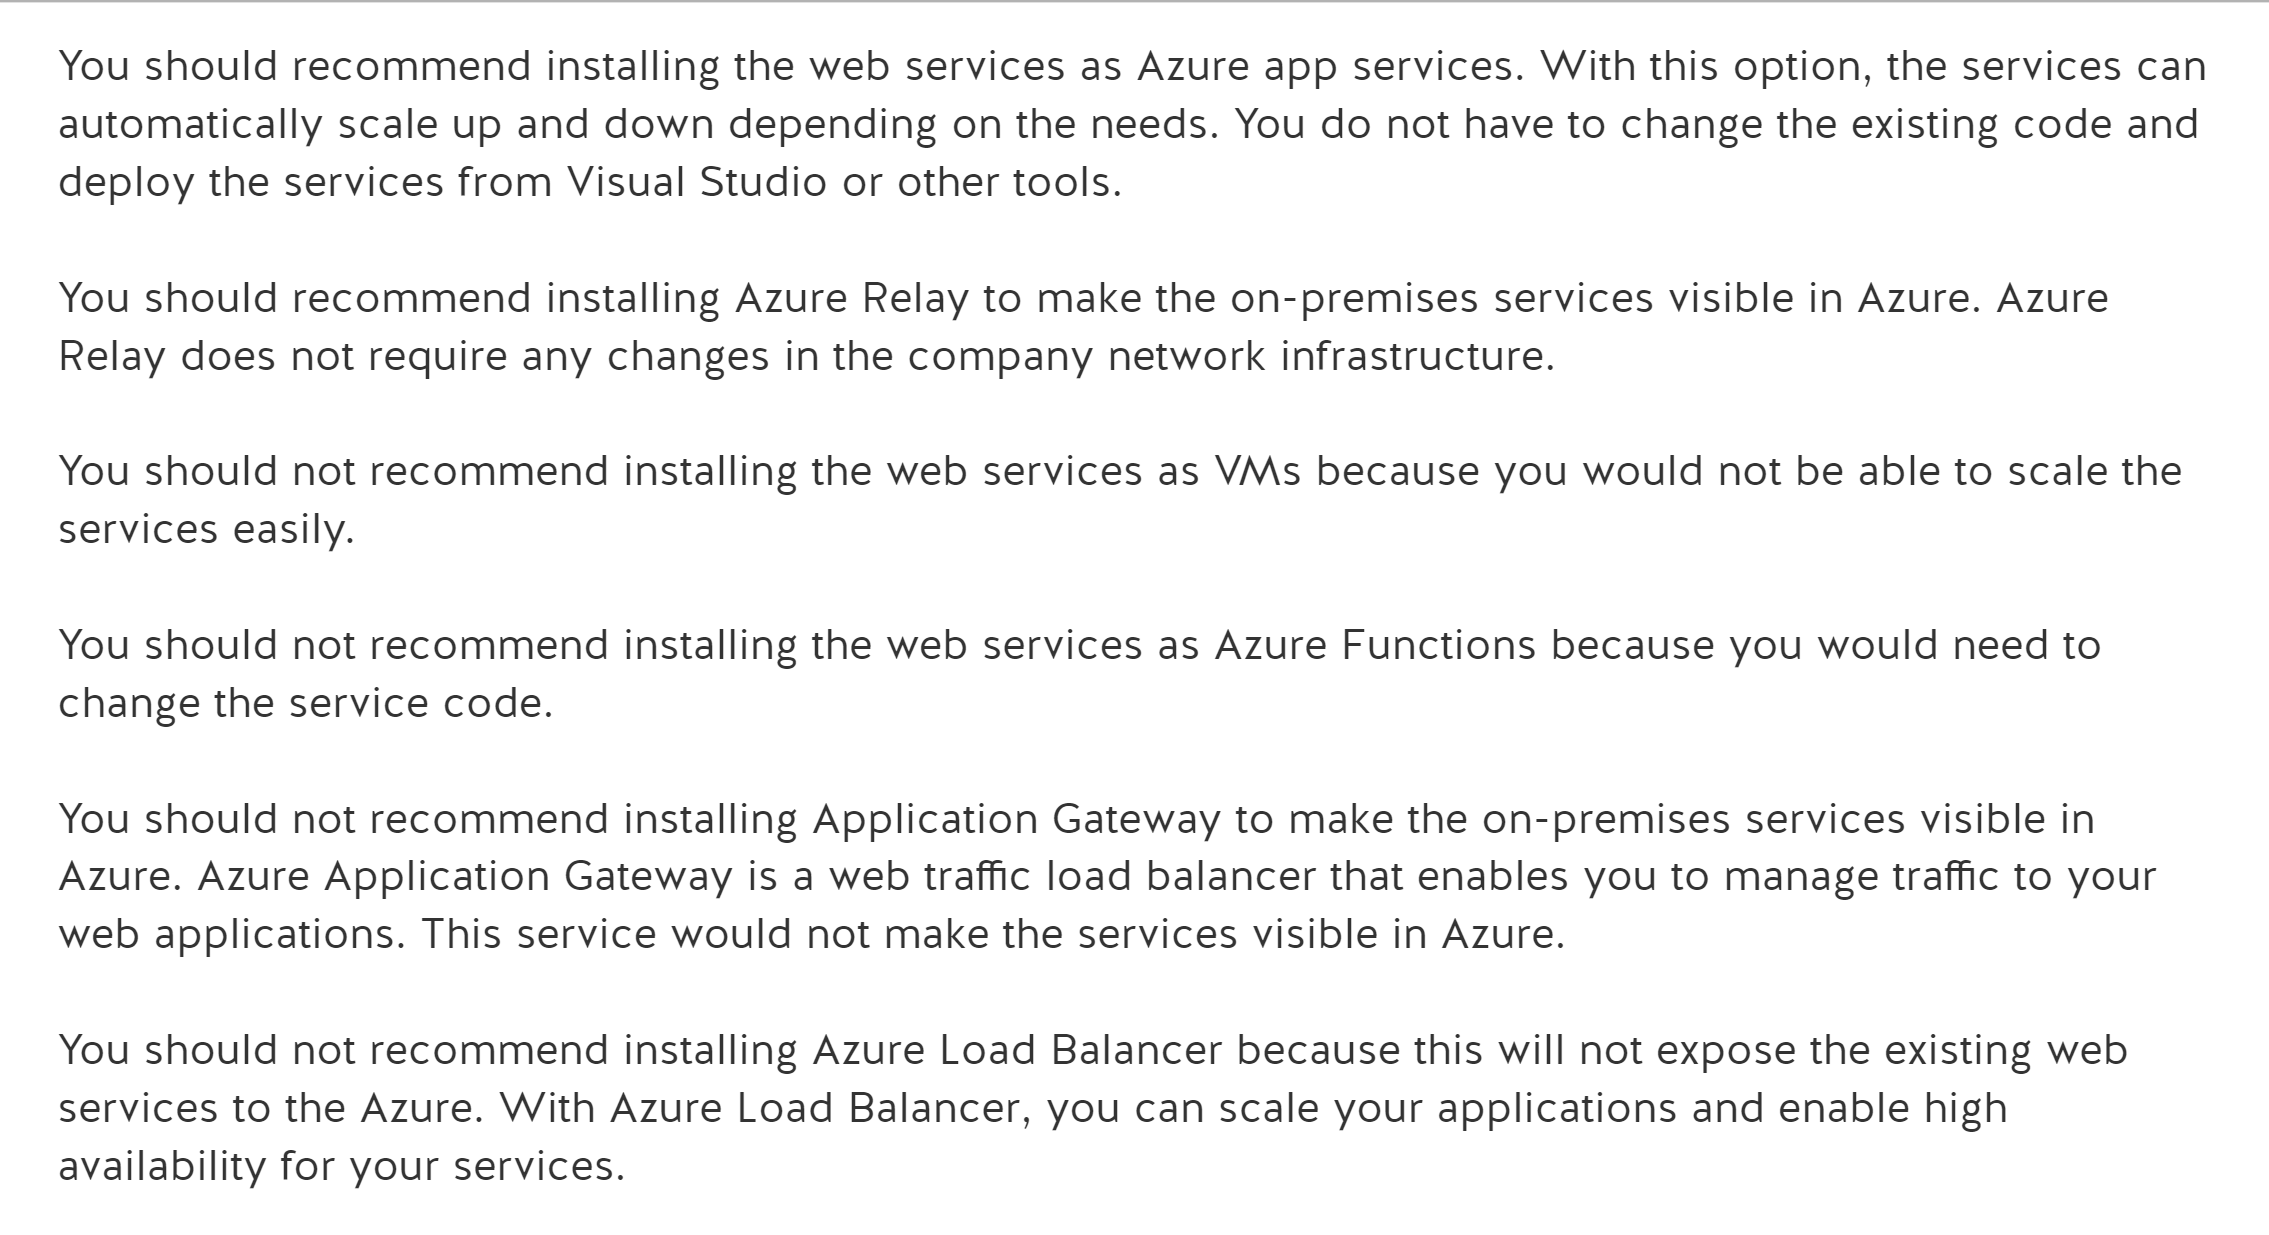 You should recommend installing the web services as Azure app services. With this option, the services can
automatically scale up and down depending on the needs. You do not have to change the existing code and
deploy the services from Visual Studio or other tools.
You should recommend installing Azure Relay to make the on-premises services visible in Azure. Azure
Relay does not require any changes in the company network infrastructure.
You should not recommend installing the web services as VMs because you would not be able to scale the
services easily.
You should not recommend installing the web services as Azure Functions because you would need to
change the service code.
You should not recommend installing Application Gateway to make the on-premises services visible in
Azure. Azure Application Gateway is a web traffic load balancer that enables you to manage traffic to your
web applications. This service would not make the services visible in Azure.
You should not recommend installing Azure Load Balancer because this will not expose the existing web
services to the Azure. With Azure Load Balancer, you can scale your applications and enable high
availability for your services.